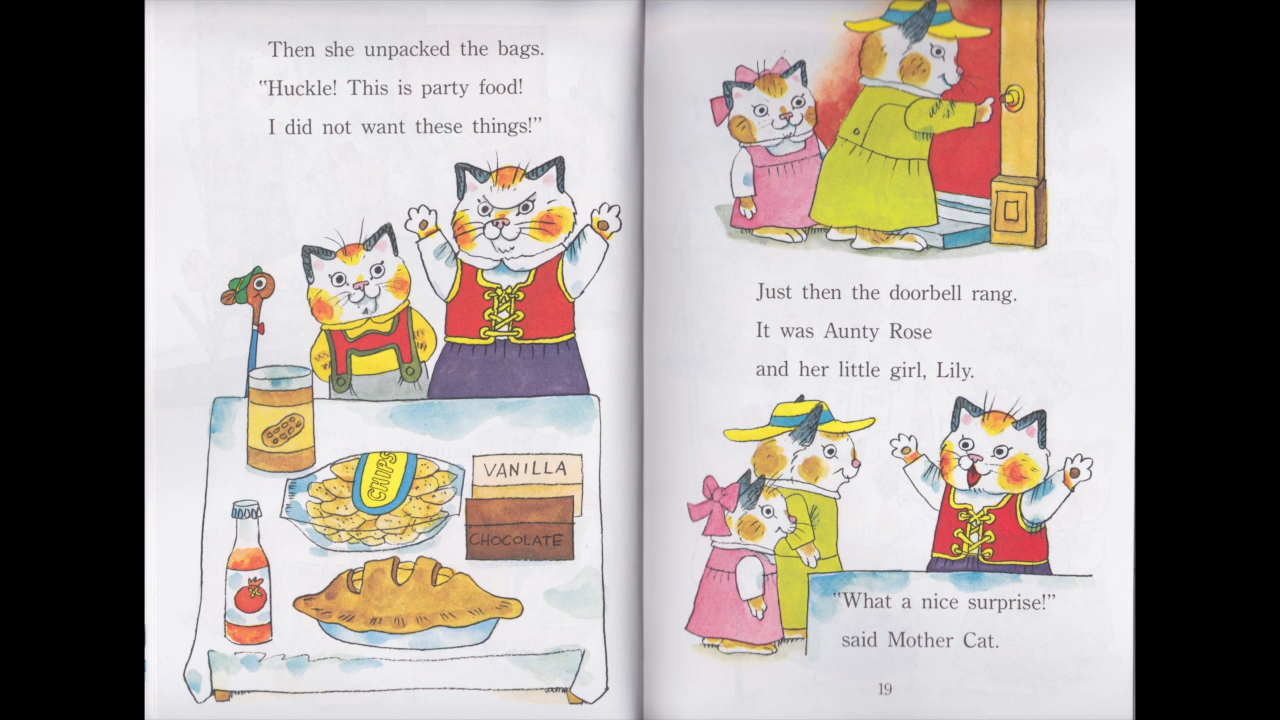 Then she unpacked the bags.
"Huckle! This is party food!
I did not want these things!"
CHIPS
VANILLA
CHOCOLATE
Just then the doorbell rang.
It was Aunty Rose
and her little girl, Lily.
"What a nice surprise!"
said Mother Cat.
19